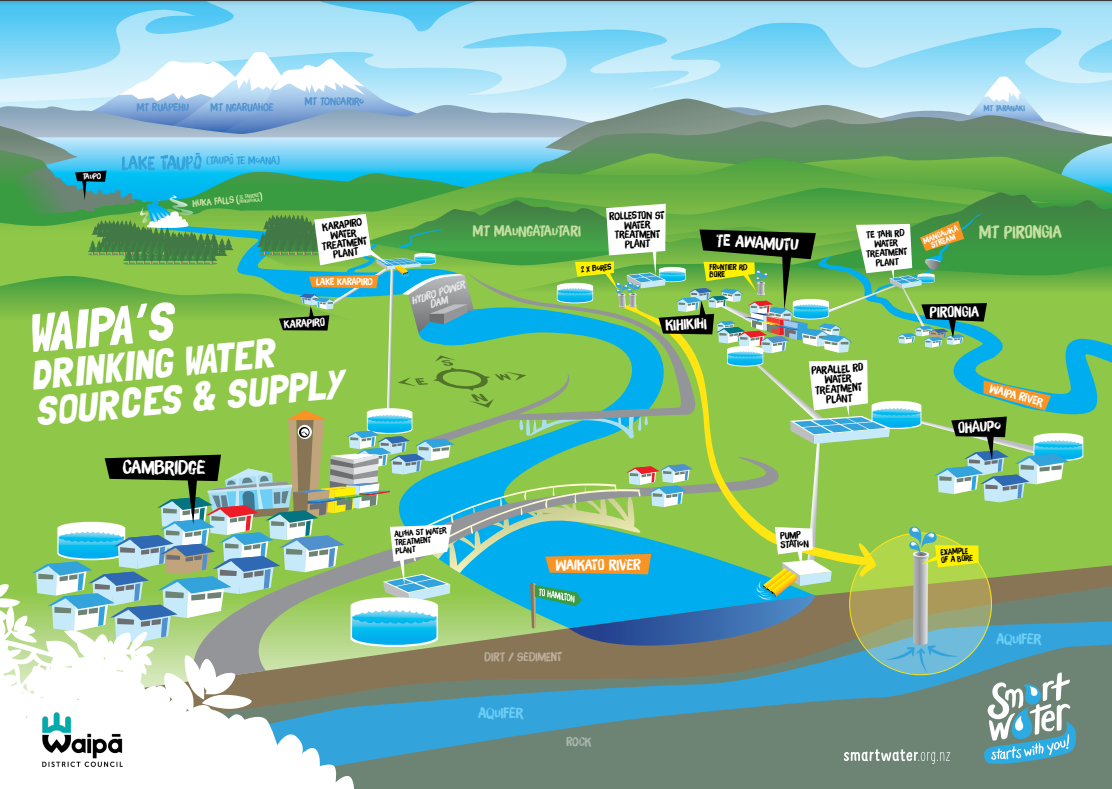 MT RUAPEHU
MT NGARUAHOE
MT TONGARIRO
MT TARANAKI
LAKE TAUPŌ (TAUPŌ TE MOANA)
TAUPO
HUKA FALLS
KARAPIRO
WATER
TREATMENT
PLANT
LAKE KARAPIRO
KARAPIRO
HYDRO POWER
DAM
MT MAUNGATAUTARI
ROLLESTON ST
WATER
TREATMENT
PLANT
2 X BORES
FRONTIER RD
BORE
TE AWAMUTU
KIHIKIHI
TE TAHI RD
WATER
TREATMENT
PLANT
MANGAUKA
STREAM
MT PIRONGIA
PIRONGIA
WAIPA RIVER
WAIPA'S
DRINKING WATER
SOURCES & SUPPLY
S
E
W
N
PARALLEL RD
WATER
TREATMENT
PLANT
OHAUPO
CAMBRIDGE
ALPHA ST WATER
TREATMENT
PLANT
WAIKATO RIVER
TO HAMILTON
PUMP
STATION
EXAMPLE
OF A BORE
DIRT / SEDIMENT
AQUIFER
AQUIFER
ROCK
Waipā
DISTRICT COUNCIL
smartwater.org.nz
Smart
Water
starts with you!